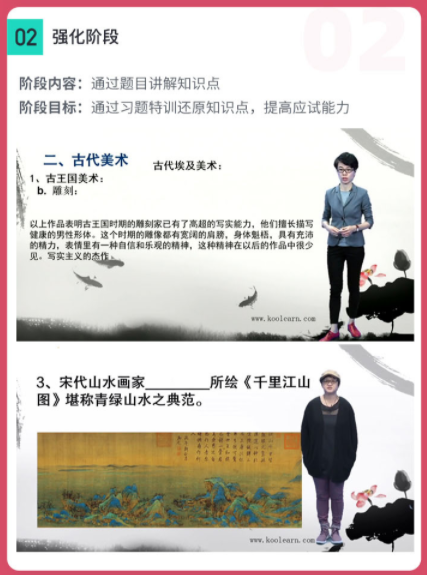 02
02
强化阶段
阶段内容：通过题目讲解知识点
阶段目标：通过习题特训还原知识点，提高应试能力
二、古代美术
古代埃及美术：
1、古王国美术：
b. 雕刻：
以上作品表明古王国时期的雕刻家已有了高超的写实能力，他们擅长描写
健康的男性形体。这个时期的雕像都有宽阔的肩膀，身体魁梧，具有充沛
的精力，表情里有一种自信和乐观的精神，这种精神在以后的作品中很少
见。写实主义的杰作。
www.koolearn.com
3、宋代山水画家________所绘《千里江山
图》堪称青绿山水之典范。
www.koolearn.com